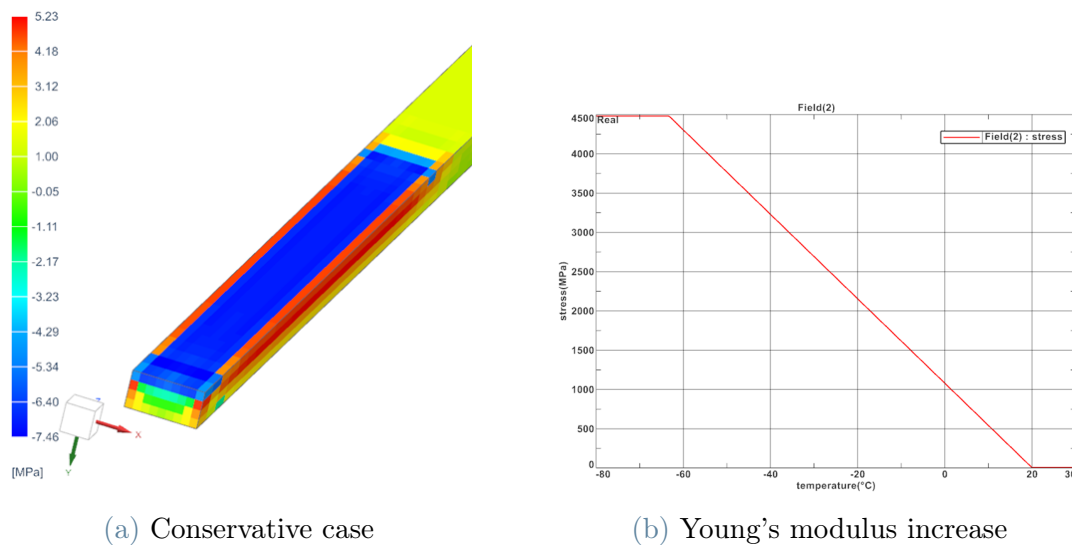 5.23
4.18
3.12
2.06
1.00
-0.05
-1.11
-2.17
-3.23
-4.29
-5.34
-6.40
-7.46
[MPa]
X
Y
(a) Conservative case
Field(2)
Real
Field(2) : stress
stress(MPa)
4500
4000
3500
3000
2500
2000
1500
1000
500
0
-80 -60 -40 -20 0 20 30
temperature(°C)
(b) Young's modulus increase